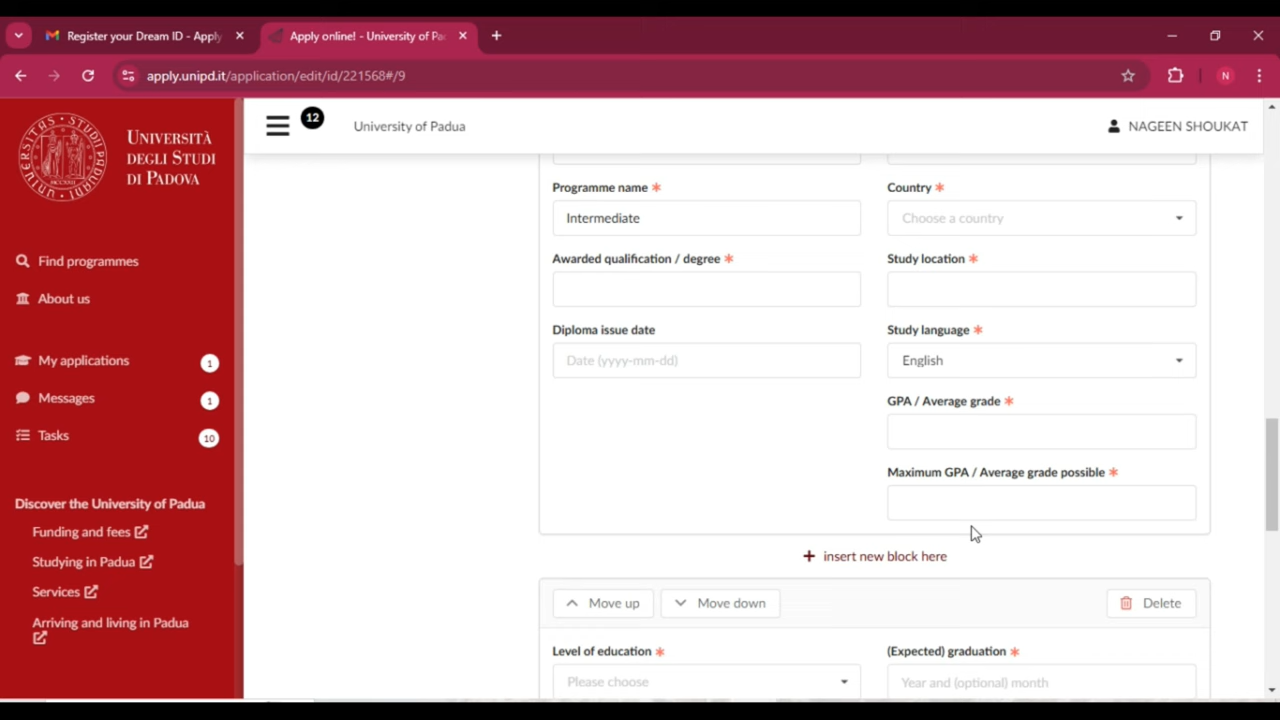 Register your Dream ID - Apply
Apply online! - University of Pa
apply.unipd.it/application/edit/id/221568#/9
N
UNIVERSITÀ
DEGLI STUDI
DI PADOVA
12
University of Padua
NAGEEN SHOUKAT
Find programmes
About us
My applications 1
Messages 1
Tasks 10
Discover the University of Padua
Funding and fees
Studying in Padua
Services
Arriving and living in Padua
Programme name *
Intermediate
Country *
Choose a country
Awarded qualification / degree *
Study location *
Diploma issue date
Date (yyyy-mm-dd)
Study language *
English
GPA / Average grade *
Maximum GPA / Average grade possible *
+ insert new block here
Move up
Move down
Delete
Level of education *
Please choose
(Expected) graduation *
Year and (optional) month